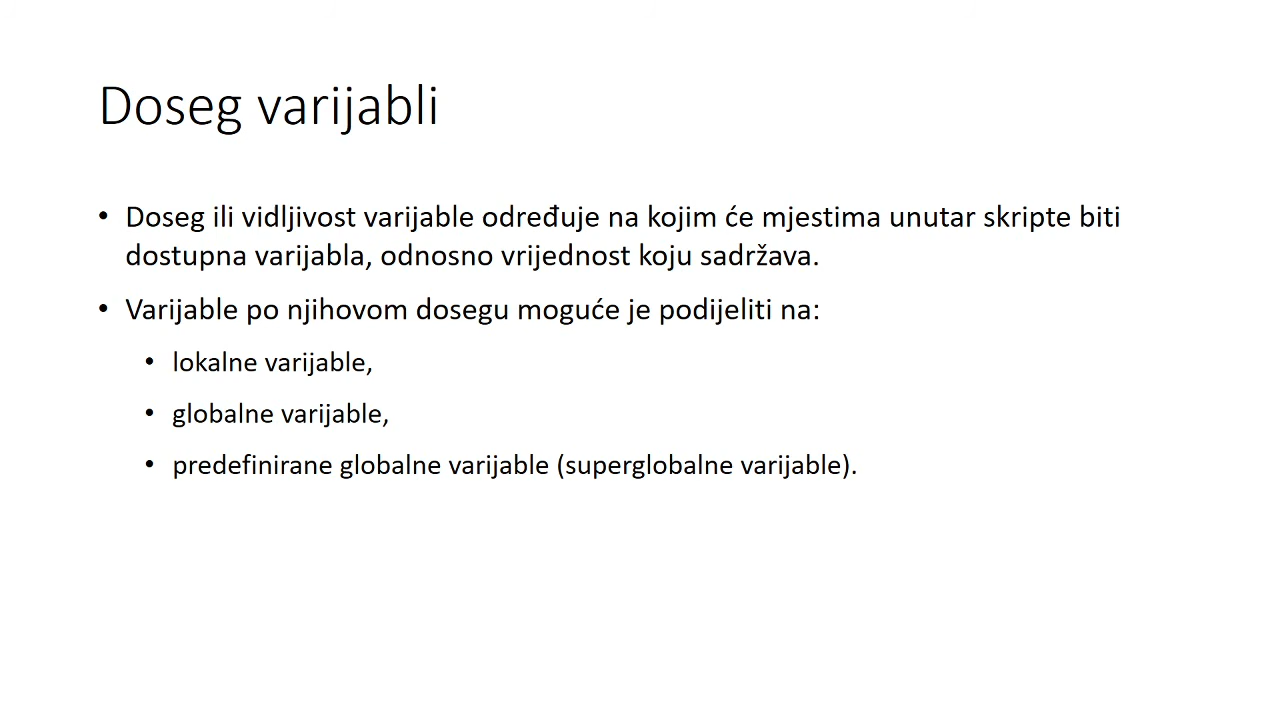 Doseg varijabli
• Doseg ili vidljivost varijable određuje na kojim će mjestima unutar skripte biti
dostupna varijabla, odnosno vrijednost koju sadržava.
• Varijable po njihovom dosegu moguće je podijeliti na:
• lokalne varijable,
• globalne varijable,
• predefinirane globalne varijable (superglobalne varijable).